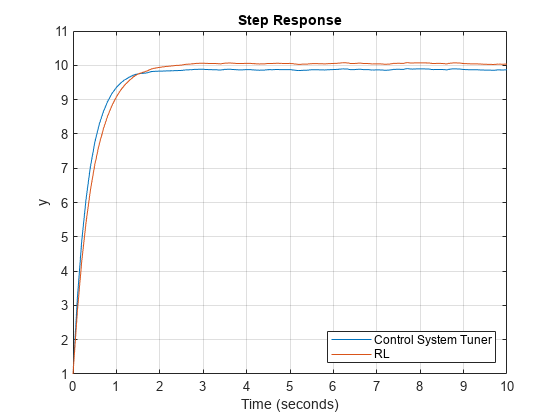 Step Response
11
10
9
8
7
6
5
4
3
2
1
y
0 1 2 3 4 5 6 7 8 9 10
Time (seconds)
Control System Tuner
RL